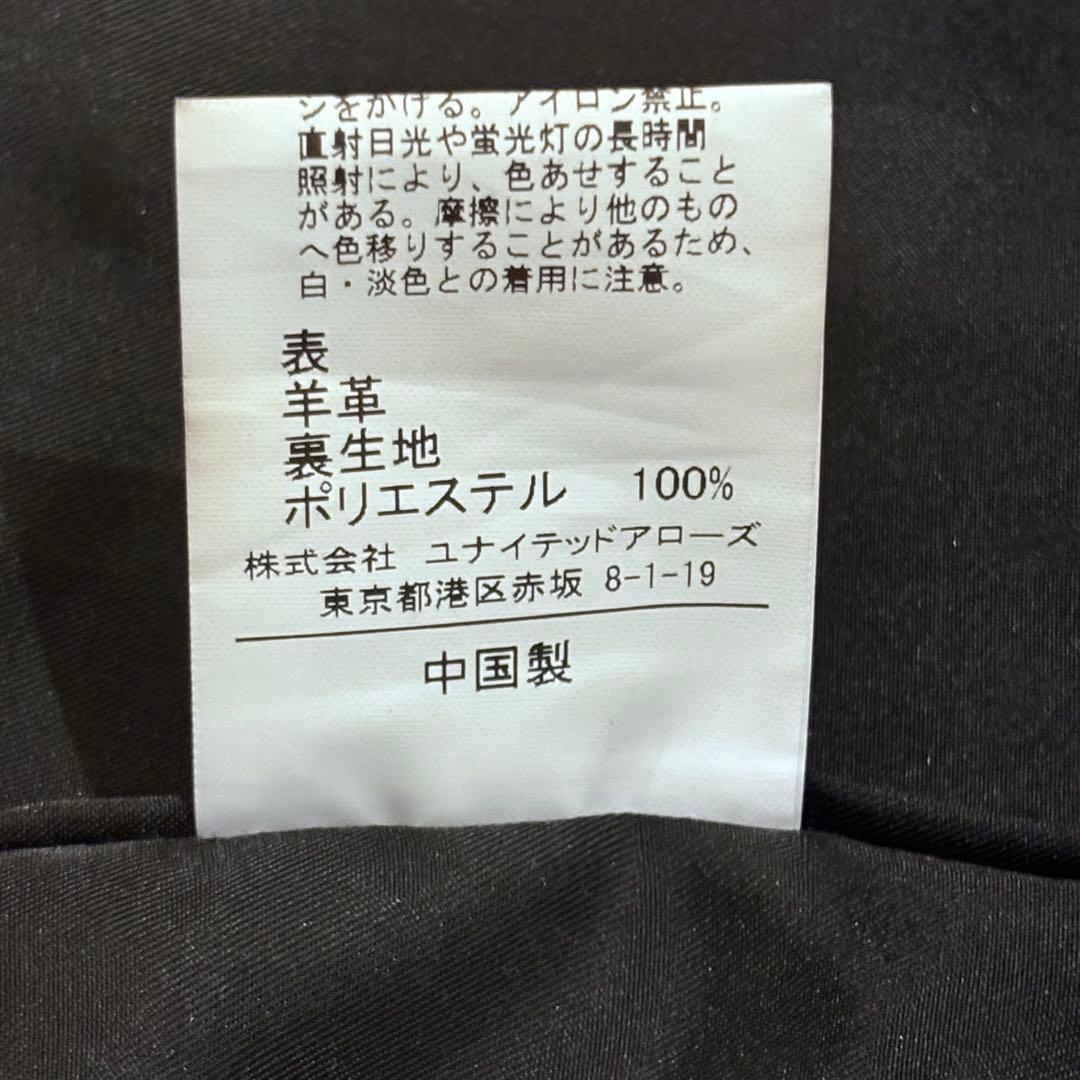 ンをかける。アイロン禁止。
直射日光や蛍光灯の長時間
照射により、色あせすること
がある。摩擦により他のもの
へ色移りすることがあるため、
白・淡色との着用に注意。
表
羊革
裏生地
ポリエステル 100%
株式会社 ユナイテッドアローズ
東京都港区赤坂 8-1-19
中国製